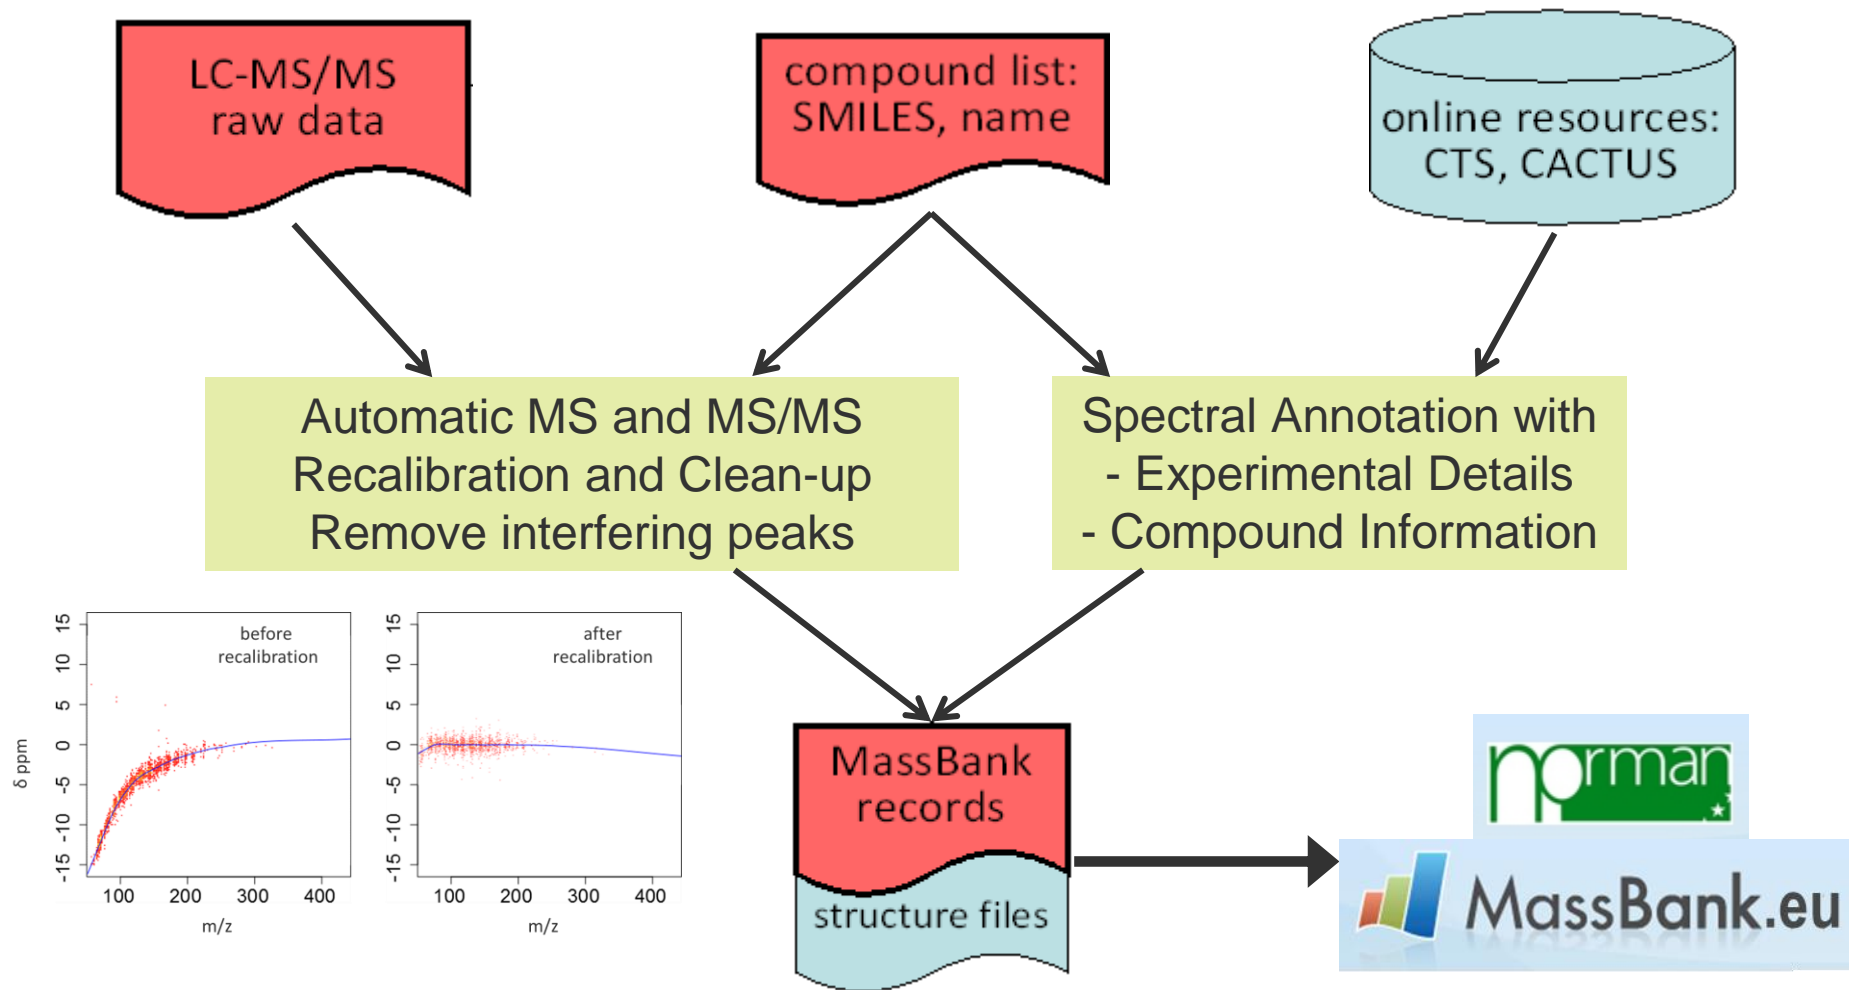 LC-MS/MS
raw data
compound list:
SMILES, name
online resources:
CTS, CACTUS
Automatic MS and MS/MS
Recalibration and Clean-up
Remove interfering peaks
Spectral Annotation with
- Experimental Details
- Compound Information
before
recalibration
15
10
5
0
-5
-10
-15
δ ppm
100 200 300 400
m/z
after
recalibration
15
10
5
0
-5
-10
-15
100 200 300 400
m/z
MassBank
records
structure files
norman
MassBank.eu